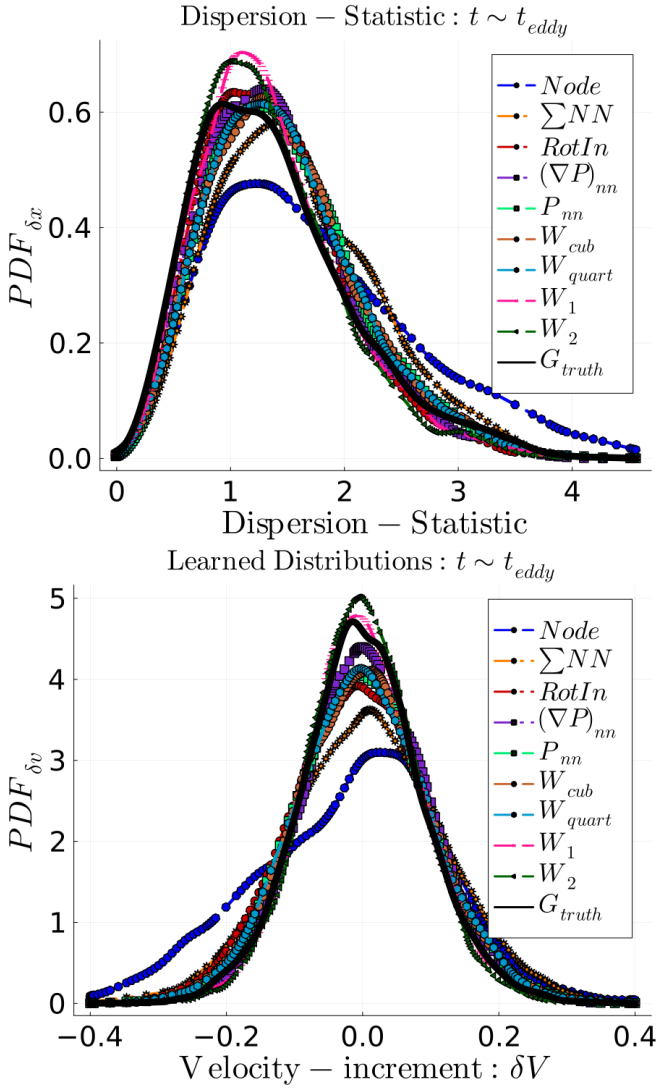 Dispersion − Statistic : t ∼ t_eddy
PDF_δx
0.6
0.4
0.2
0.0
Node
∑NN
RotIn
(∇P)_nn
P_nn
W_cub
W_quart
W_1
W_2
G_truth
0 1 2 3 4
Dispersion − Statistic
Learned Distributions : t ∼ t_eddy
PDF_δv
5
4
3
2
1
0
Node
∑NN
RotIn
(∇P)_nn
P_nn
W_cub
W_quart
W_1
W_2
G_truth
−0.4 −0.2 0.0 0.2 0.4
Velocity − increment : δV